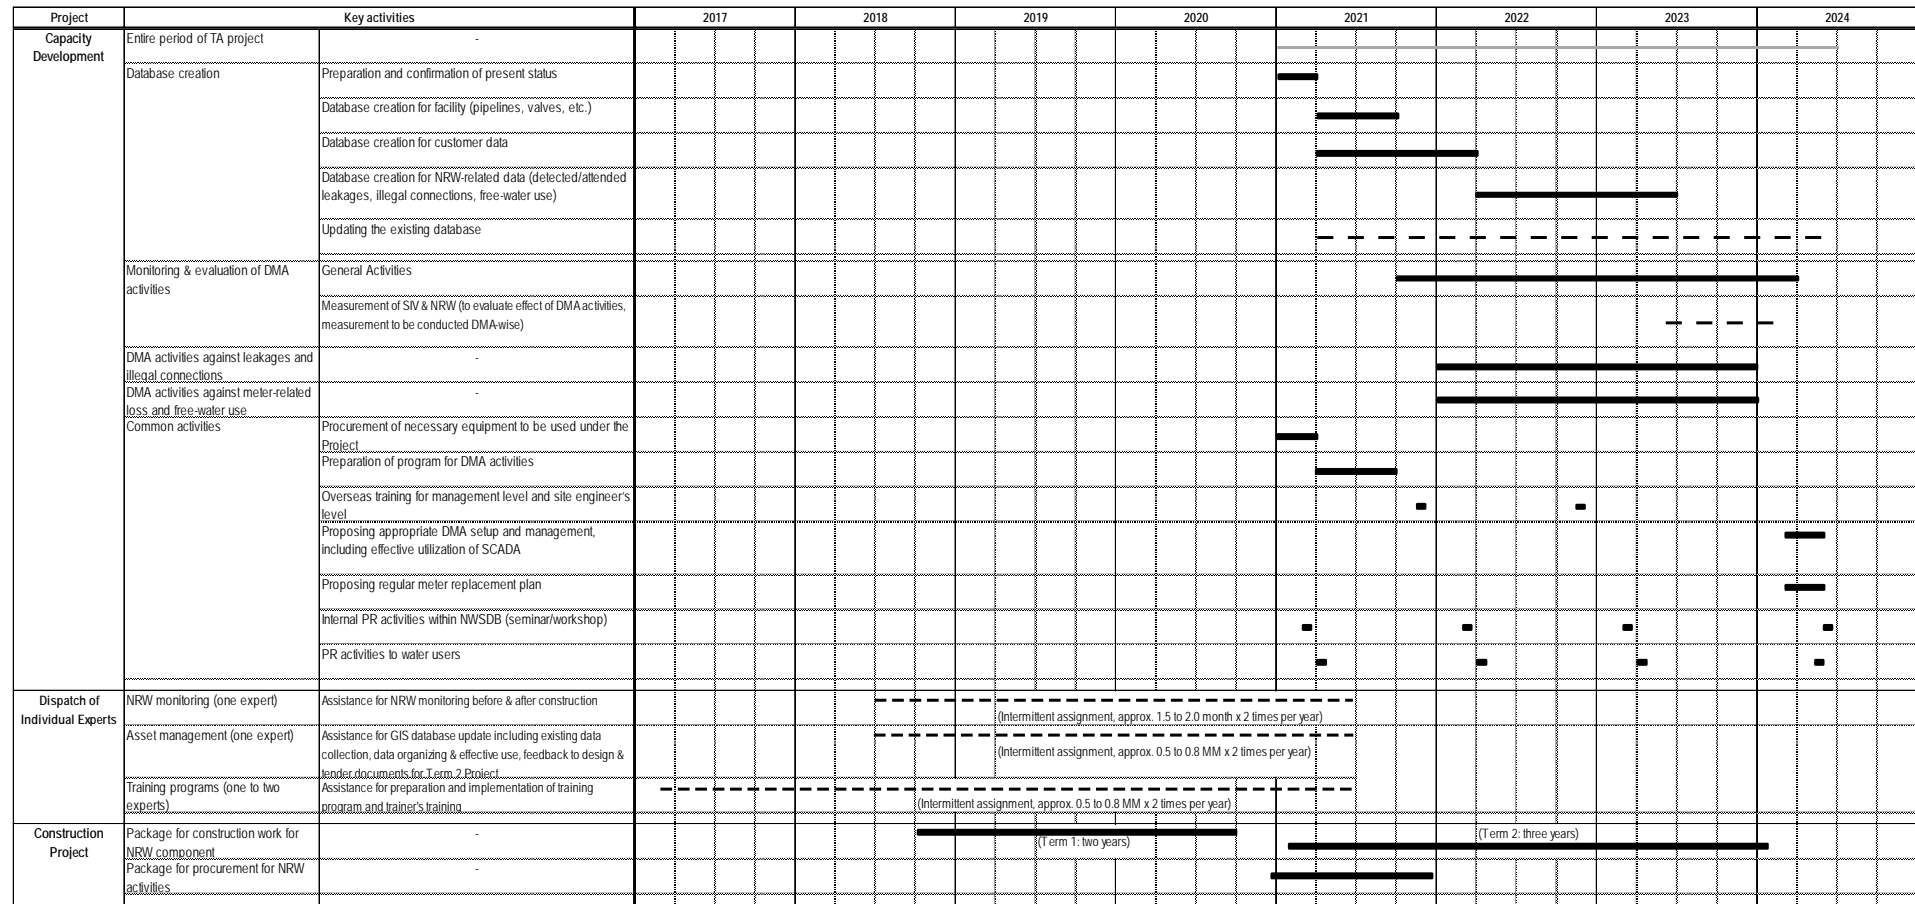 Project Key activities 2017 2018 2019 2020 2021 2022 2023 2024
Capacity
Development
Entire period of TA project -
Database creation Preparation and confirmation of present status
Database creation for facility (pipelines, valves, etc.)
Database creation for customer data
Database creation for NRW-related data (detected/attended
leakages, illegal connections, free-water use)
Updating the existing database
Monitoring & evaluation of DMA
activities
General Activities
Measurement of SIV & NRW (to evaluate effect of DMA activities,
measurement to be conducted DMA-wise)
DMA activities against leakages and
illegal connections
-
DMA activities against meter-related
loss and free-water use
-
Common activities
Procurement of necessary equipment to be used under the
Project
Preparation of program for DMA activities
Overseas training for management level and site engineer's
level
Proposing appropriate DMA setup and management,
including effective utilization of SCADA
Proposing regular meter replacement plan
Internal PR activities within NWSDB (seminar/workshop)
PR activities to water users
Dispatch of
Individual Experts
NRW monitoring (one expert)
Assistance for NRW monitoring before & after construction
(Intermittent assignment, approx. 1.5 to 2.0 month x 2 times per year)
Asset management (one expert)
Assistance for GIS database update including existing data
collection, data organizing & effective use, feedback to design &
tender documents for Term 2 Project
(Intermittent assignment, approx. 0.5 to 0.8 MM x 2 times per year)
Training programs (one to two
experts)
Assistance for preparation and implementation of training
program and trainer's training
(Intermittent assignment, approx. 0.5 to 0.8 MM x 2 times per year)
Construction
Project
Package for construction work for
NRW component
-
(Term 1: two years)
(Term 2: three years)
Package for procurement for NRW
activities
-